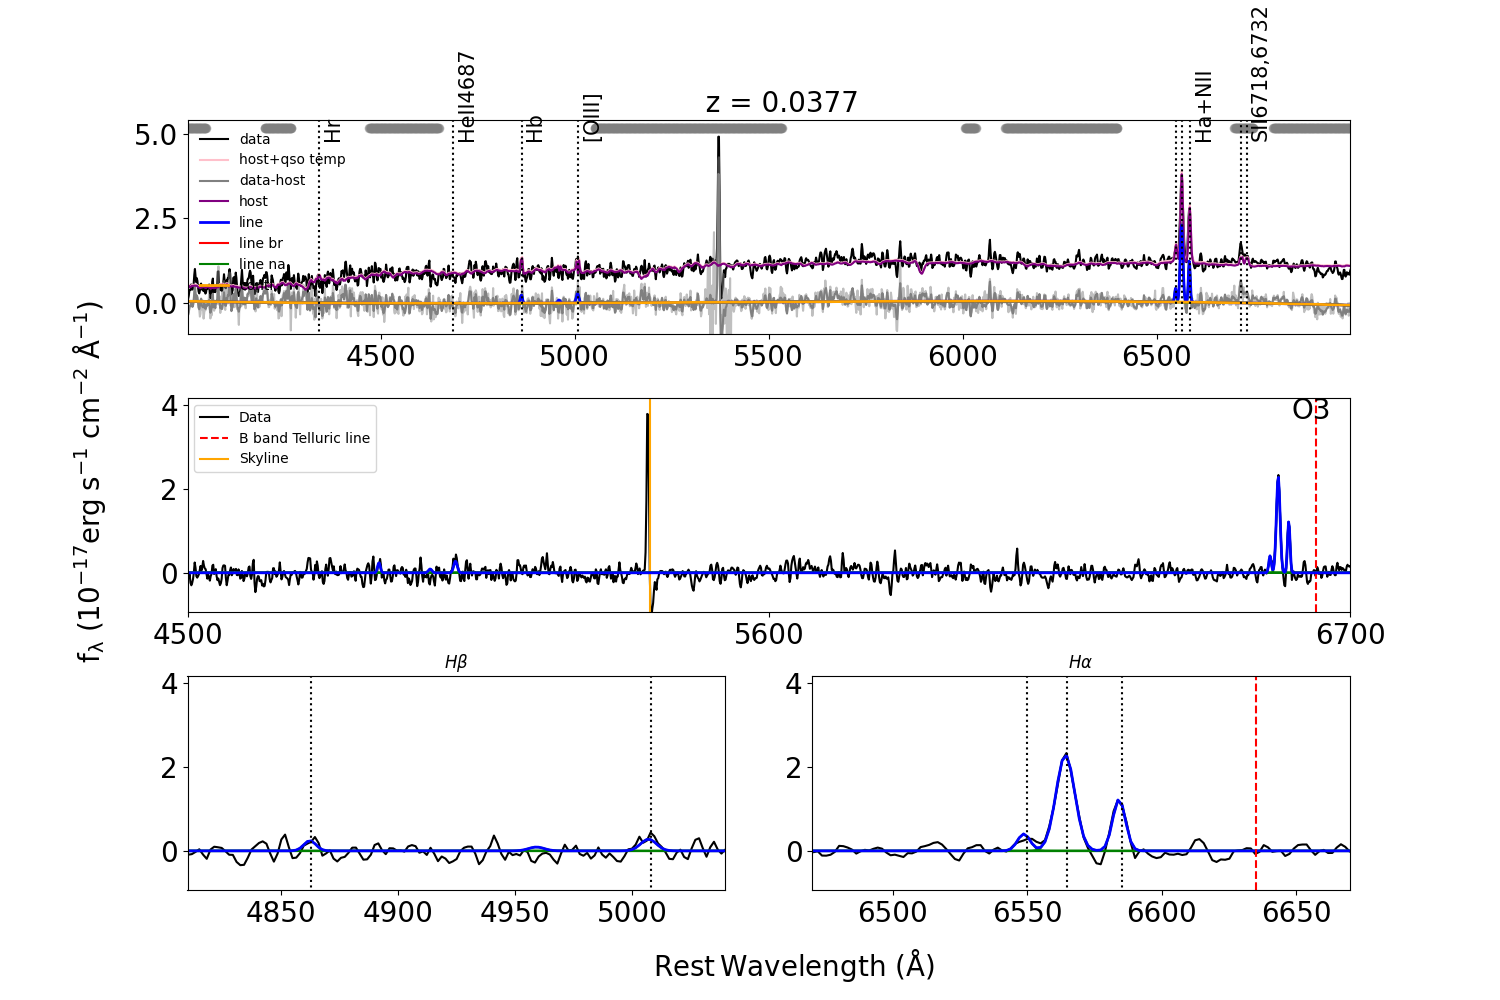 z = 0.0377
Hr
HeII4687
Hb
[OIII]
Ha+NII
SII6718,6732
data
host+qso temp
data-host
host
line
line br
line na
5.0
2.5
0.0
4500 5000 5500 6000 6500
Data
B band Telluric line
Skyline
O3
4
2
0
4500 5600 6700
fλ (10⁻¹⁷erg s⁻¹ cm⁻² Å⁻¹)
Hβ
4
2
0
4850 4900 4950 5000
Hα
4
2
0
6500 6550 6600 6650
Rest Wavelength (Å)